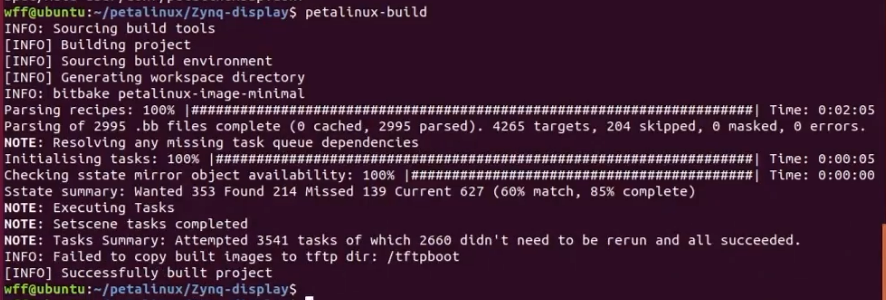 wff@ubuntu:~/petalinux/Zynq-display$ petalinux-build
INFO: Sourcing build tools
[INFO] Building project
[INFO] Sourcing build environment
[INFO] Generating workspace directory
INFO: bitbake petalinux-image-minimal
Parsing recipes: 100% |#####################################################################| Time: 0:02:05
Parsing of 2995 .bb files complete (0 cached, 2995 parsed). 4265 targets, 204 skipped, 0 masked, 0 errors.
NOTE: Resolving any missing task queue dependencies
Initialising tasks: 100% |##################################################################| Time: 0:00:05
Checking sstate mirror object availability: 100% |##########################################| Time: 0:00:00
Sstate summary: Wanted 353 Found 214 Missed 139 Current 627 (60% match, 85% complete)
NOTE: Executing Tasks
NOTE: Setscene tasks completed
NOTE: Tasks Summary: Attempted 3541 tasks of which 2660 didn't need to be rerun and all succeeded.
INFO: Failed to copy built images to tftp dir: /tftpboot
[INFO] Successfully built project
wff@ubuntu:~/petalinux/Zynq-display$